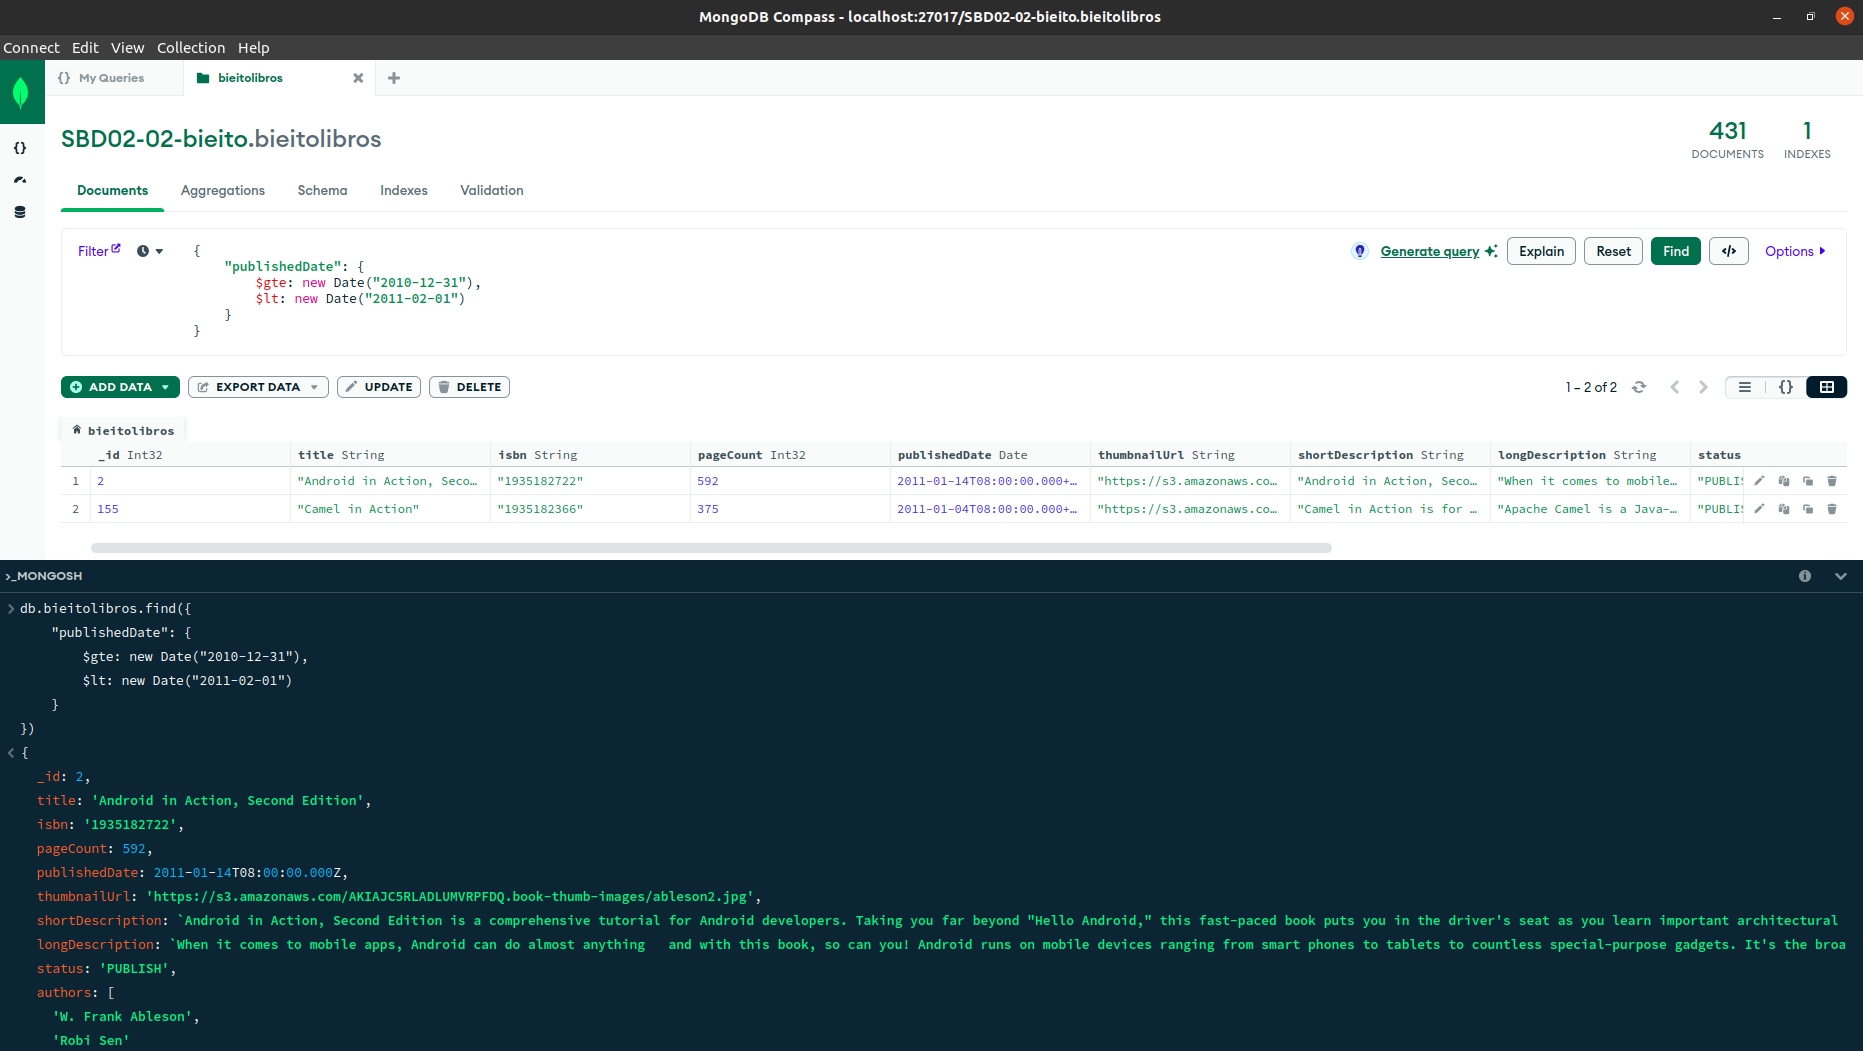 MongoDB Compass - localhost:27017/SBD02-02-bieito.bieitolibros
Connect Edit View Collection Help
{} My Queries
bieitolibros
SBD02-02-bieito.bieitolibros
431
DOCUMENTS
1
INDEXES
Documents Aggregations Schema Indexes Validation
Filter
{
"publishedDate": {
$gte: new Date("2010-12-31"),
$lt: new Date("2011-02-01")
}
}
Generate query Explain Reset Find </> Options
ADD DATA EXPORT DATA UPDATE DELETE
1 – 2 of 2
{}
bieitolibros
_id Int32 title String isbn String pageCount Int32 publishedDate Date thumbnailUrl String shortDescription String longDescription String status
1 2 "Android in Action, Seco… "1935182722" 592 2011-01-14T08:00:00.000+… "https://s3.amazonaws.co… "Android in Action, Seco… "When it comes to mobile… "PUBLIS
2 155 "Camel in Action" "1935182366" 375 2011-01-04T08:00:00.000+… "https://s3.amazonaws.co… "Camel in Action is for … "Apache Camel is a Java-… "PUBLIS
>_MONGOSH
> db.bieitolibros.find({
"publishedDate": {
$gte: new Date("2010-12-31"),
$lt: new Date("2011-02-01")
}
})
< {
_id: 2,
title: 'Android in Action, Second Edition',
isbn: '1935182722',
pageCount: 592,
publishedDate: 2011-01-14T08:00:00.000Z,
thumbnailUrl: 'https://s3.amazonaws.com/AKIAJC5RLADLUMVRPFDQ.book-thumb-images/ableson2.jpg',
shortDescription: `Android in Action, Second Edition is a comprehensive tutorial for Android developers. Taking you far beyond "Hello Android," this fast-paced book puts you in the driver's seat as you learn important architectural
longDescription: `When it comes to mobile apps, Android can do almost anything   and with this book, so can you! Android runs on mobile devices ranging from smart phones to tablets to countless special-purpose gadgets. It's the broa
status: 'PUBLISH',
authors: [
'W. Frank Ableson',
'Robi Sen'